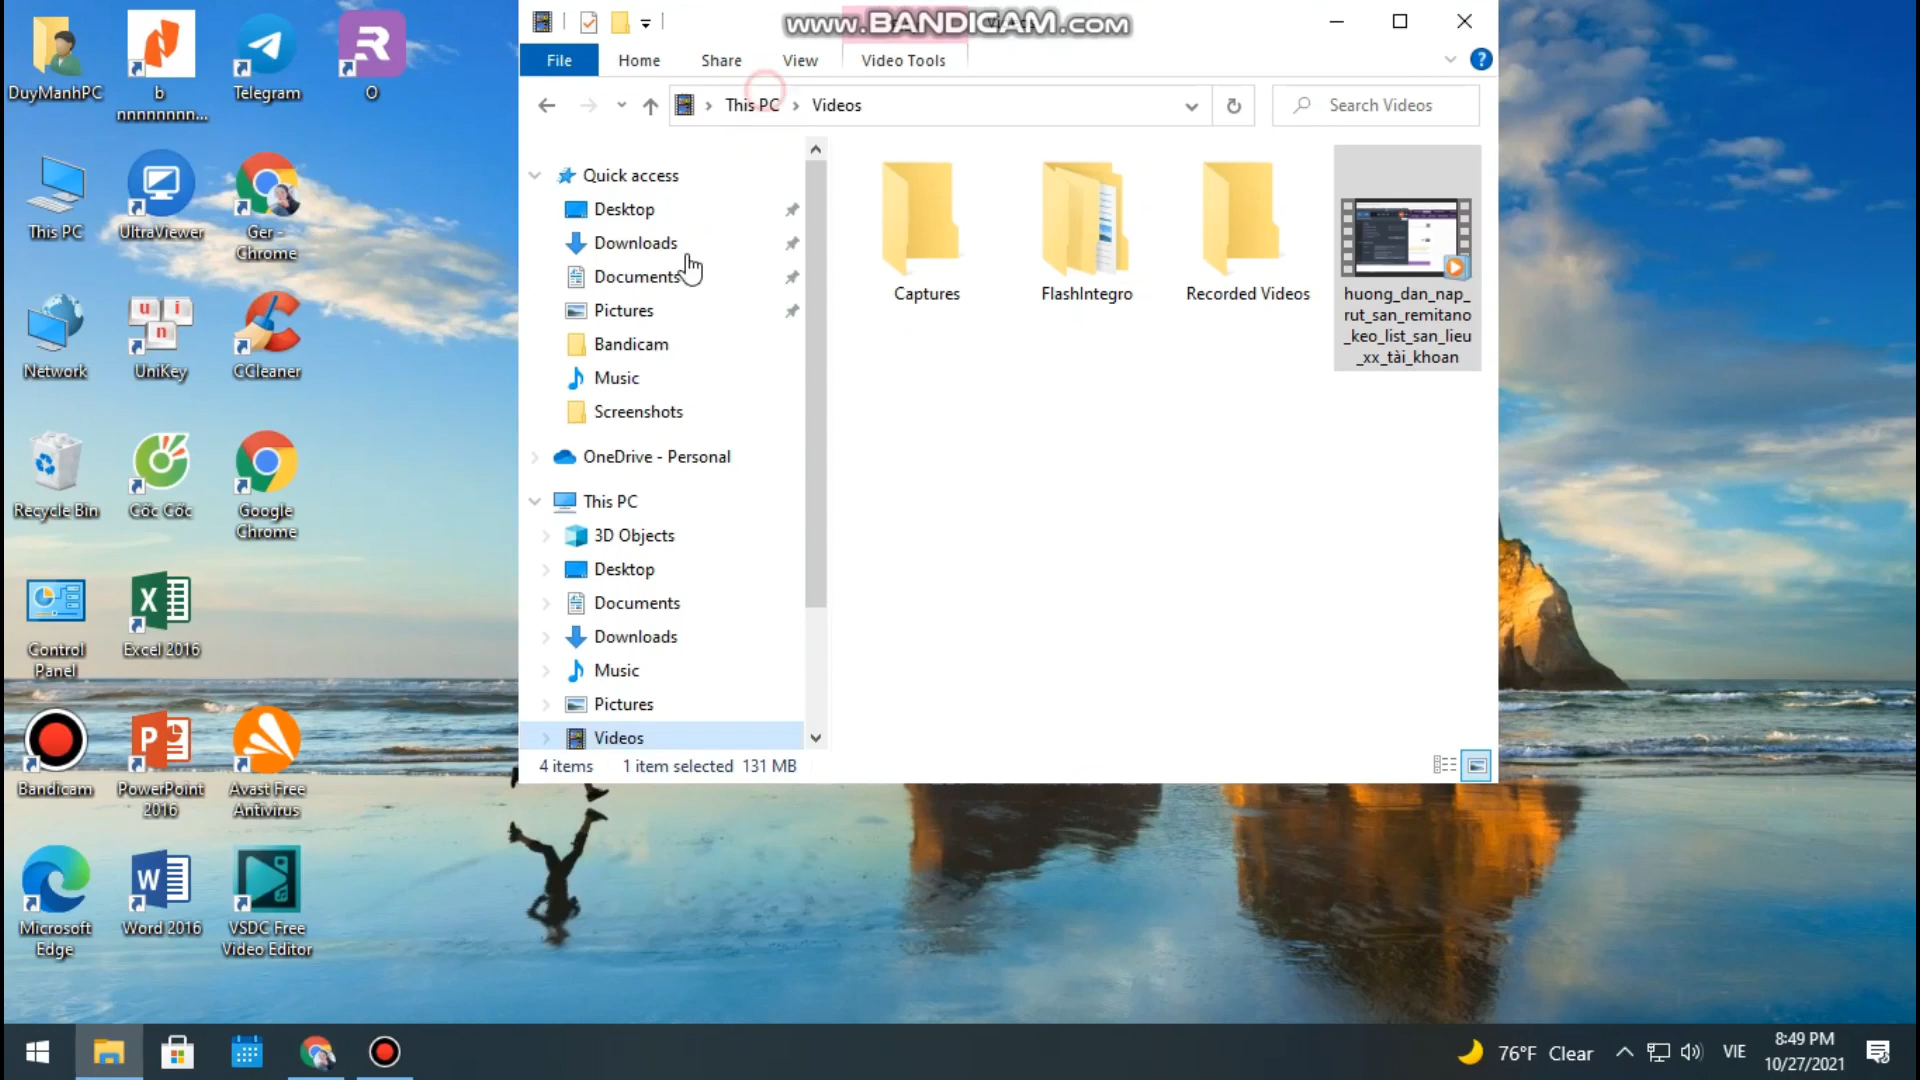 DuyManhPC
b
nnnnnnnn...
Telegram
O
This PC
UltraViewer
Ger -
Chrome
Network
UniKey
CCleaner
Recycle Bin
Cốc Cốc
Google
Chrome
Control
Panel
Excel 2016
Bandicam
PowerPoint
2016
Avast Free
Antivirus
Microsoft
Edge
Word 2016
VSDC Free
Video Editor
www.BANDICAM.com
File
Home
Share
View
Video Tools
This PC
Videos
Search Videos
Quick access
Desktop
Downloads
Documents
Pictures
Bandicam
Music
Screenshots
OneDrive - Personal
This PC
3D Objects
Desktop
Documents
Downloads
Music
Pictures
Videos
Captures
FlashIntegro
Recorded Videos
huong_dan_nap_
rut_san_remitano
_keo_list_san_lieu
_xx_tài_khoan
4 items
1 item selected 131 MB
76°F Clear
VIE
8:49 PM
10/27/2021